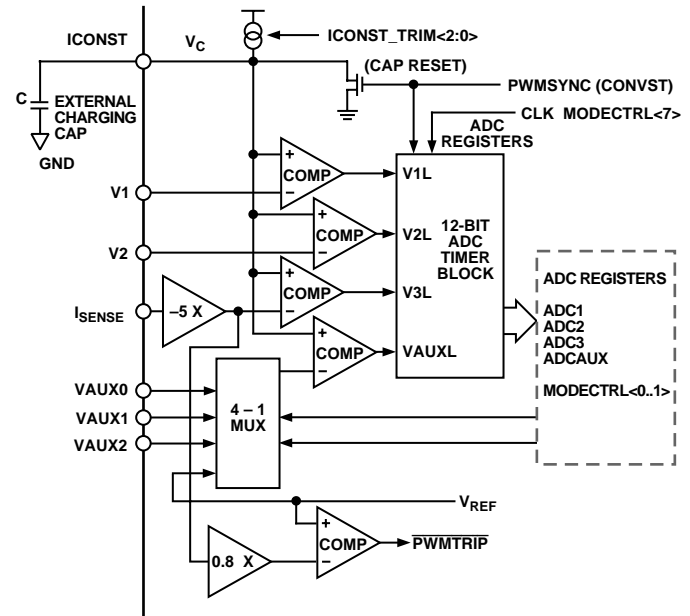 ICONST
VC
ICONST_TRIM<2:0>
(CAP RESET)
PWMSYNC (CONVST)
C
EXTERNAL
CHARGING
CAP
GND
CLK MODECTRL<7>
ADC
REGISTERS
+
COMP
–
V1L
V1
+
COMP
–
V2L
V2
12-BIT
ADC
TIMER
BLOCK
+
COMP
–
V3L
ISENSE
–5 X
+
COMP
–
VAUXL
ADC REGISTERS
ADC1
ADC2
ADC3
ADCAUX
MODECTRL<0..1>
VAUX0
VAUX1
VAUX2
4 – 1
MUX
VREF
+
COMP
–
PWMTRIP
0.8 X